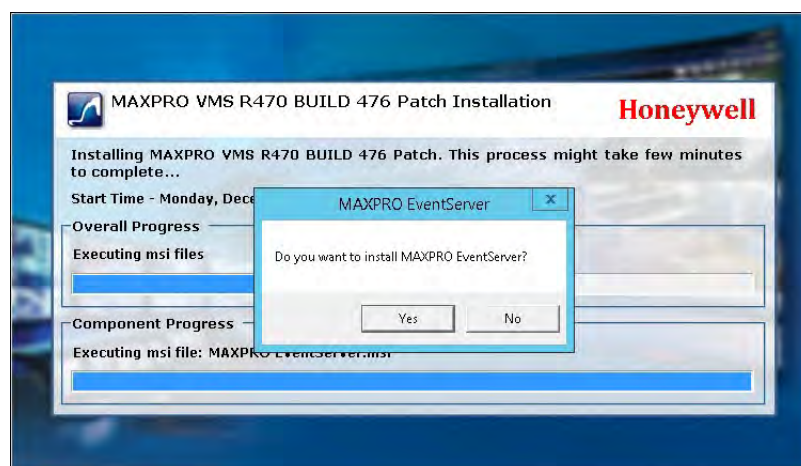 MAXPRO VMS R470 BUILD 476 Patch Installation
Honeywell
Installing MAXPRO VMS R470 BUILD 476 Patch. This process might take few minutes
to complete...
Start Time - Monday, Dece
MAXPRO EventServer
x
Overall Progress
Executing msi files
Do you want to install MAXPRO EventServer?
Yes
No
Component Progress
Executing msi file: MAXPRO EventServer.msi